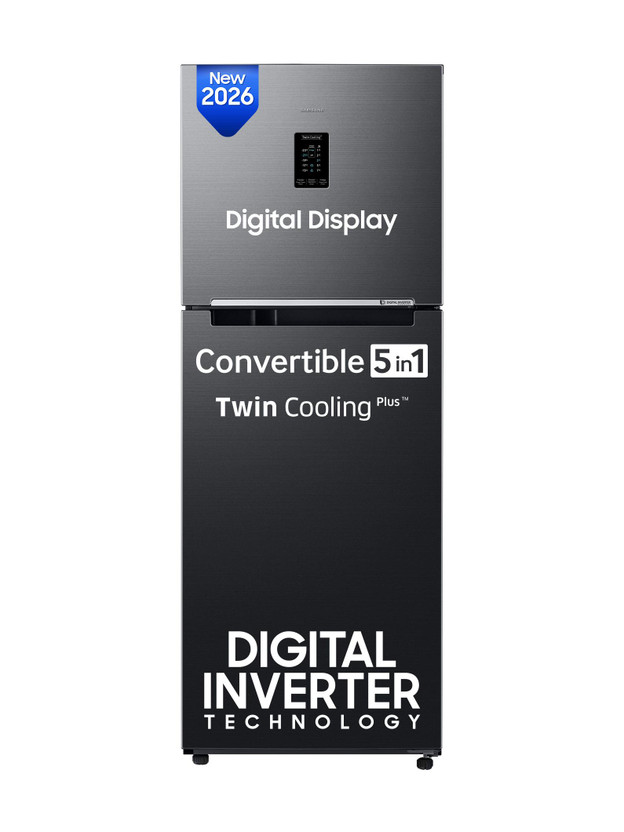 New
2026
Digital Display
Convertible 5in1
Twin Cooling Plus™
DIGITAL
INVERTER
TECHNOLOGY